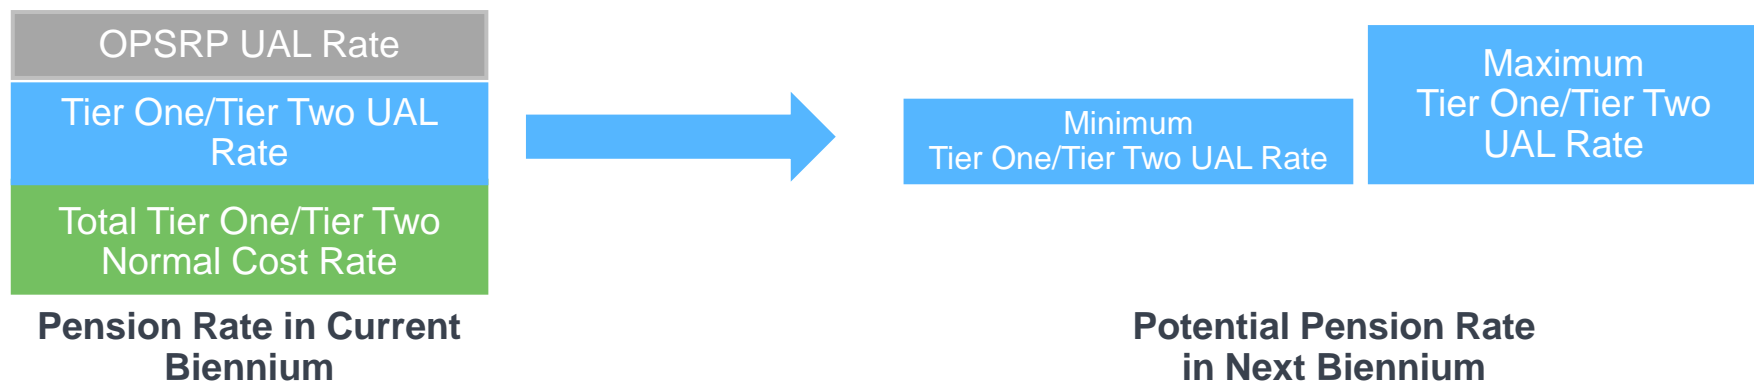 OPSRP UAL Rate
Tier One/Tier Two UAL
Rate
Total Tier One/Tier Two
Normal Cost Rate
Pension Rate in Current
Biennium
Minimum
Tier One/Tier Two UAL Rate
Maximum
Tier One/Tier Two
UAL Rate
Potential Pension Rate
in Next Biennium